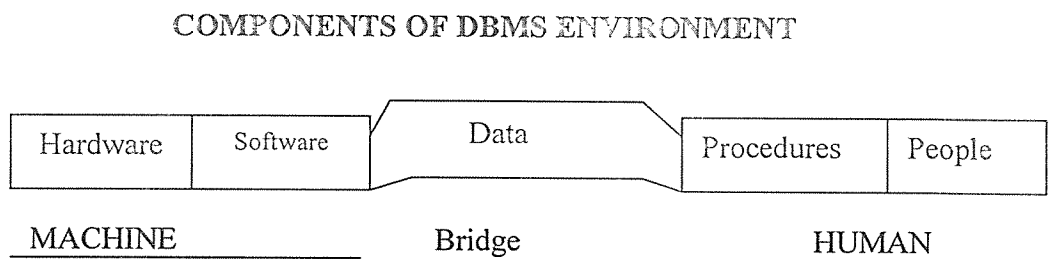 COMPONENTS OF DBMS ENVIRONMENT
Hardware Software Data Procedures People
MACHINE Bridge HUMAN